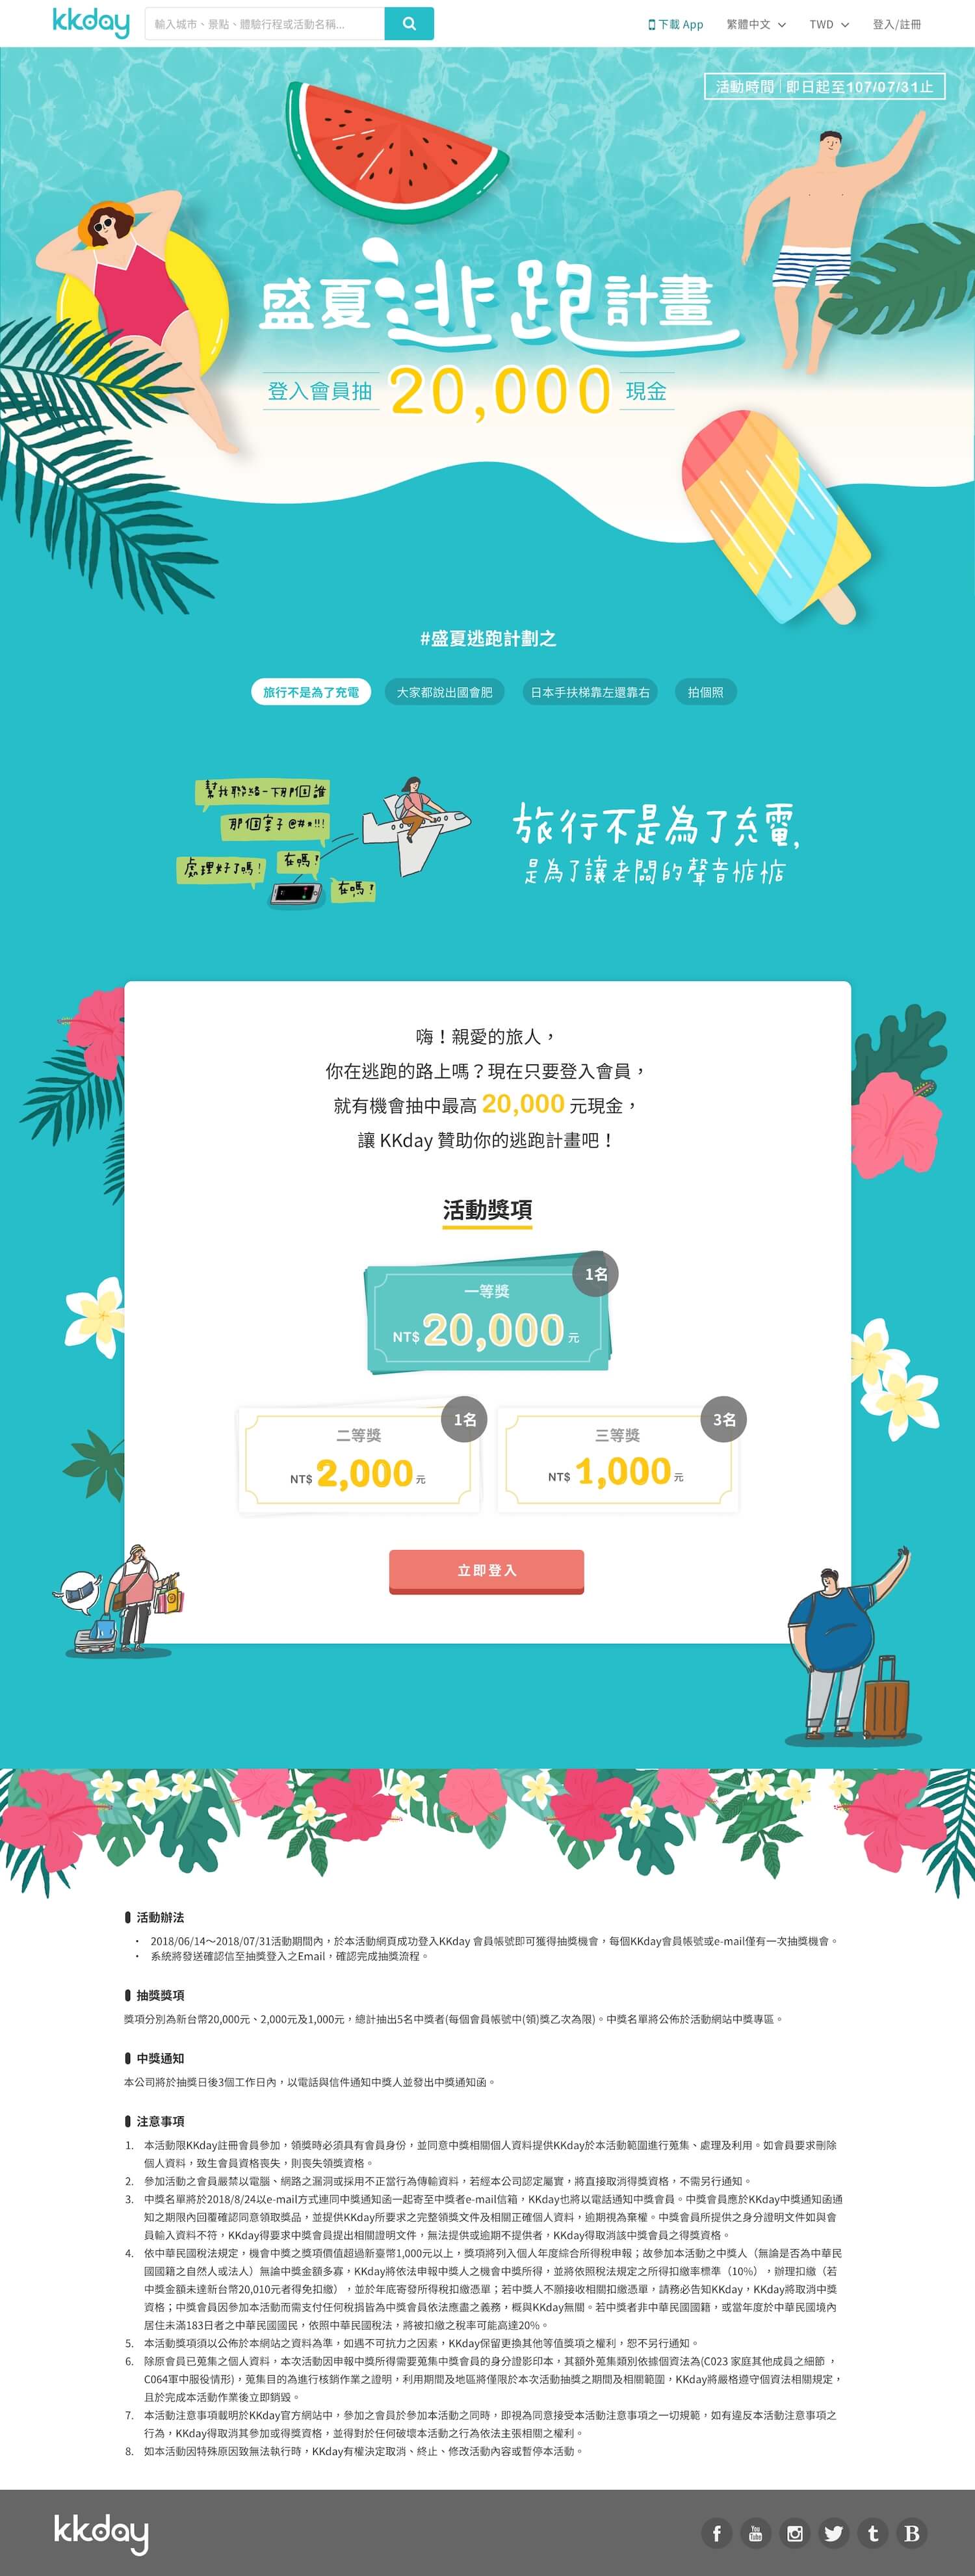 kkday
輸入城市、景點、體驗行程或活動名稱...
下載 App
繁體中文
TWD
登入/註冊
活動時間｜即日起至107/07/31止
盛夏逃跑計畫
登入會員抽 20,000 現金
#盛夏逃跑計劃之
旅行不是為了充電
大家都說出國會肥
日本手扶梯靠左還靠右
拍個照
幫我聯絡一下那個誰
那個案子@#*!!!
處理好了嗎!
在嗎?
在嗎?
旅行不是為了充電,
是為了讓老闆的聲音掂掂
嗨！親愛的旅人，
你在逃跑的路上嗎？現在只要登入會員，
就有機會抽中最高 20,000 元現金，
讓 KKday 贊助你的逃跑計畫吧！
活動獎項
1名
一等獎
NT$ 20,000 元
1名
二等獎
NT$ 2,000 元
3名
三等獎
NT$ 1,000 元
立即登入
活動辦法
· 2018/06/14～2018/07/31活動期間內，於本活動網頁成功登入KKday 會員帳號即可獲得抽獎機會，每個KKday會員帳號或e-mail僅有一次抽獎機會。
· 系統將發送確認信至抽獎登入之Email，確認完成抽獎流程。
抽獎獎項
獎項分別為新台幣20,000元、2,000元及1,000元，總計抽出5名中獎者(每個會員帳號中(領)獎乙次為限)。中獎名單將公佈於活動網站中獎專區。
中獎通知
本公司將於抽獎日後3個工作日內，以電話與信件通知中獎人並發出中獎通知函。
注意事項
1. 本活動限KKday註冊會員參加，領獎時必須具有會員身份，並同意中獎相關個人資料提供KKday於本活動範圍進行蒐集、處理及利用。如會員要求刪除
個人資料，致生會員資格喪失，則喪失領獎資格。
2. 參加活動之會員嚴禁以電腦、網路之漏洞或採用不正當行為傳輸資料，若經本公司認定屬實，將直接取消得獎資格，不需另行通知。
3. 中獎名單將於2018/8/24以e-mail方式連同中獎通知函一起寄至中獎者e-mail信箱，KKday也將以電話通知中獎會員。中獎會員應於KKday中獎通知函通
知之期限內回覆確認同意領取獎品，並提供KKday所要求之完整領獎文件及相關正確個人資料，逾期視為棄權。中獎會員所提供之身分證明文件如與會
員輸入資料不符，KKday得要求中獎會員提出相關證明文件，無法提供或逾期不提供者，KKday得取消該中獎會員之得獎資格。
4. 依中華民國稅法規定，機會中獎之獎項價值超過新臺幣1,000元以上，獎項將列入個人年度綜合所得稅申報；故參加本活動之中獎人（無論是否為中華民
國國籍之自然人或法人）無論中獎金額多寡，KKday將依法申報中獎人之機會中獎所得，並將依照稅法規定之所得扣繳率標準（10%），辦理扣繳（若
中獎金額未達新台幣20,010元者得免扣繳），並於年底寄發所得稅扣繳憑單；若中獎人不願接收相關扣繳憑單，請務必告知KKday，KKday將取消中獎
資格；中獎會員因參加本活動而需支付任何稅捐皆為中獎會員依法應盡之義務，概與KKday無關。若中獎者非中華民國國籍，或當年度於中華民國境內
居住未滿183日者之中華民國國民，依照中華民國稅法，將被扣繳之稅率可能高達20%。
5. 本活動獎項須以公佈於本網站之資料為準，如遇不可抗力之因素，KKday保留更換其他等值獎項之權利，恕不另行通知。
6. 除原會員已蒐集之個人資料，本次活動因申報中獎所得需要蒐集中獎會員的身分證影印本，其額外蒐集類別依據個資法為(C023 家庭其他成員之細節，
C064軍中服役情形)，蒐集目的為進行核銷作業之證明，利用期間及地區將僅限於本次活動抽獎之期間及相關範圍，KKday將嚴格遵守個資法相關規定，
且於完成本活動作業後立即銷毀。
7. 本活動注意事項載明於KKday官方網站中，參加之會員於參加本活動之同時，即視為同意接受本活動注意事項之一切規範，如有違反本活動注意事項之
行為，KKday得取消其參加或得獎資格，並得對於任何破壞本活動之行為依法主張相關之權利。
8. 如本活動因特殊原因致無法執行時，KKday有權決定取消、終止、修改活動內容或暫停本活動。
kkday